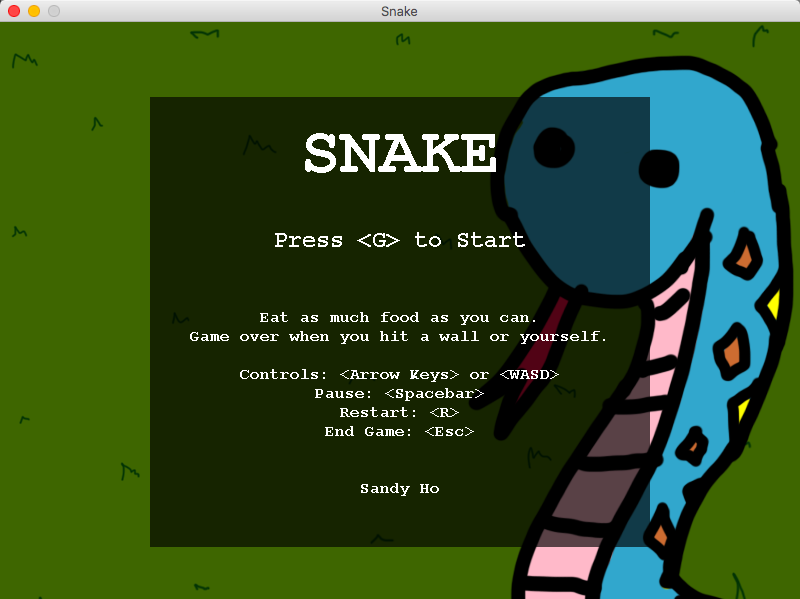 Snake
SNAKE
Press <G> to Start
Eat as much food as you can.
Game over when you hit a wall or yourself.
Controls: <Arrow Keys> or <WASD>
Pause: <Spacebar>
Restart: <R>
End Game: <Esc>
Sandy Ho